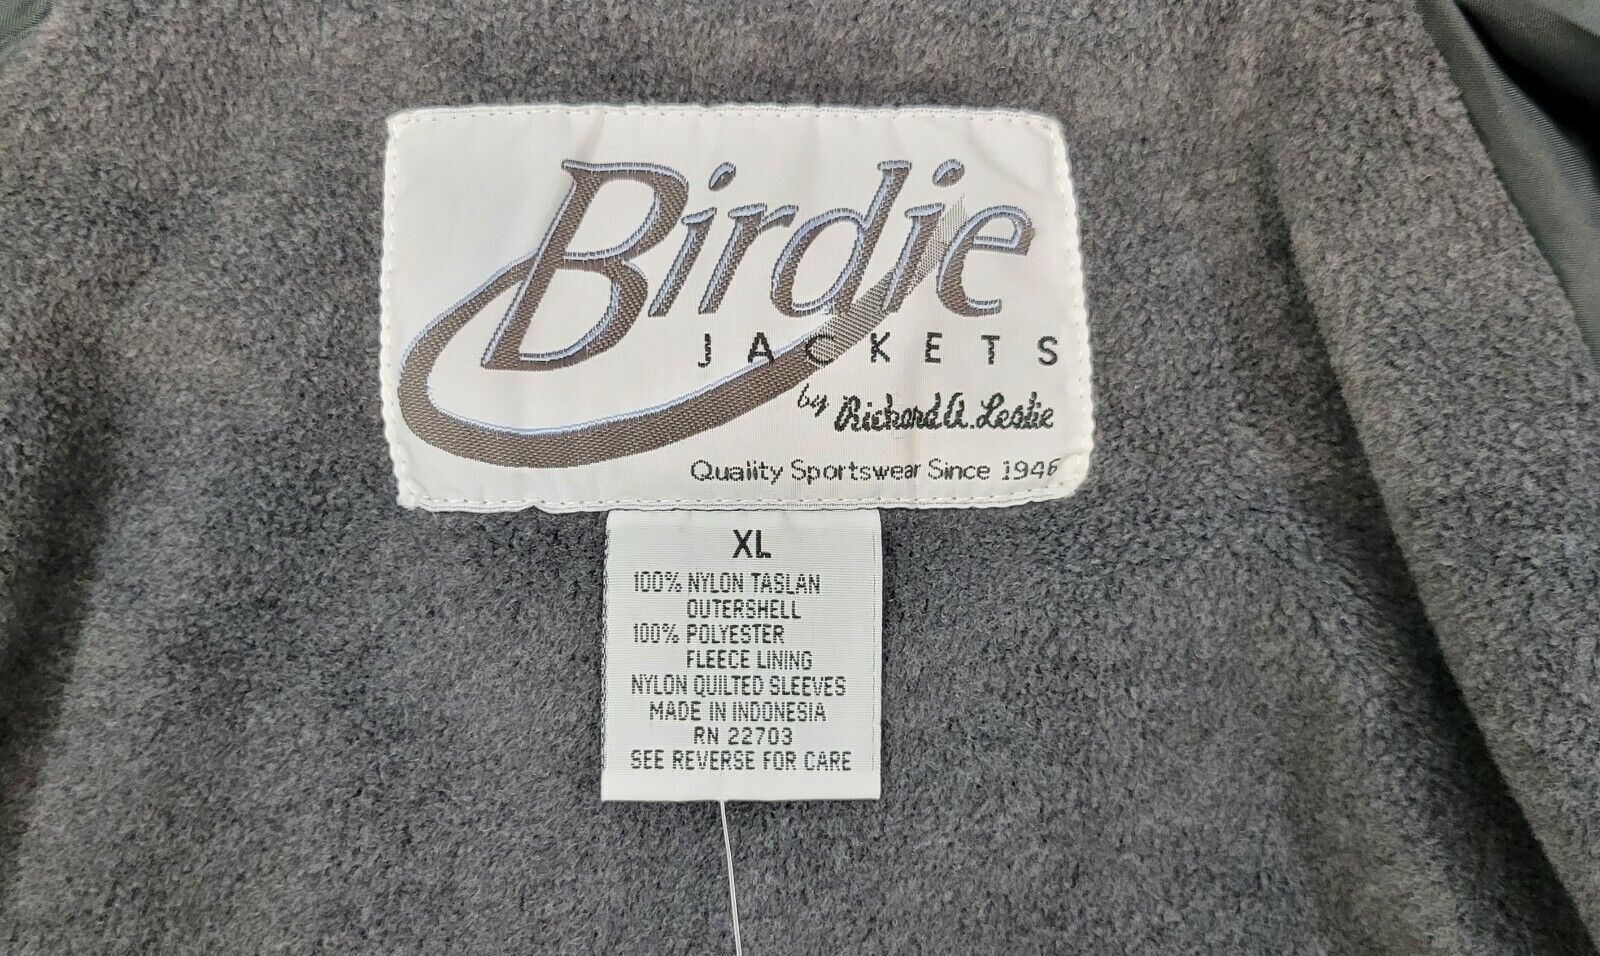 Birdie
JACKETS
by Richard A. Leslie
Quality Sportswear Since 1946
XL
100% NYLON TASLAN
OUTERSHELL
100% POLYESTER
FLEECE LINING
NYLON QUILTED SLEEVES
MADE IN INDONESIA
RN 22703
SEE REVERSE FOR CARE